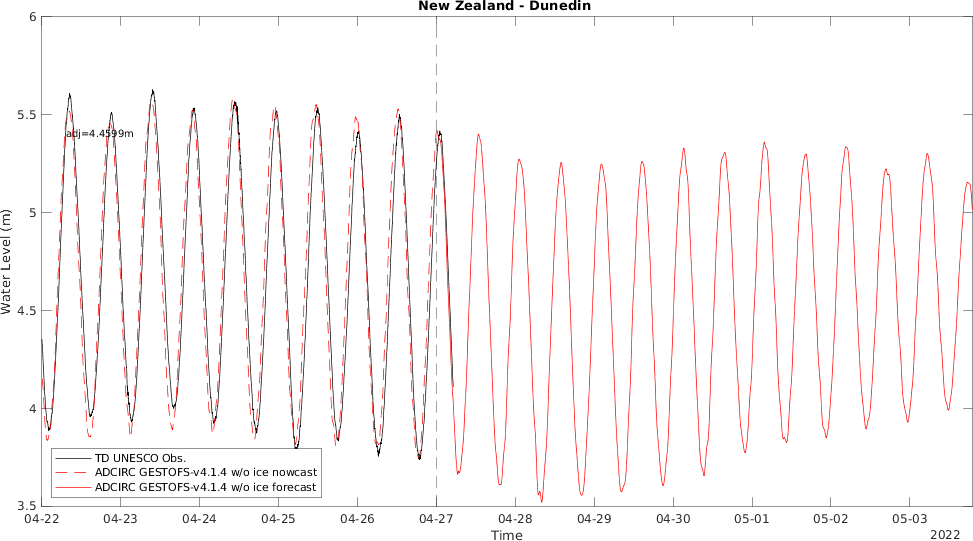 New Zealand - Dunedin
Water Level (m)
6
5.5
5
4.5
4
3.5
adj=4.4599m
TD UNESCO Obs.
ADCIRC GESTOFS-v4.1.4 w/o ice nowcast
ADCIRC GESTOFS-v4.1.4 w/o ice forecast
04-22 04-23 04-24 04-25 04-26 04-27 04-28 04-29 04-30 05-01 05-02 05-03
Time
2022